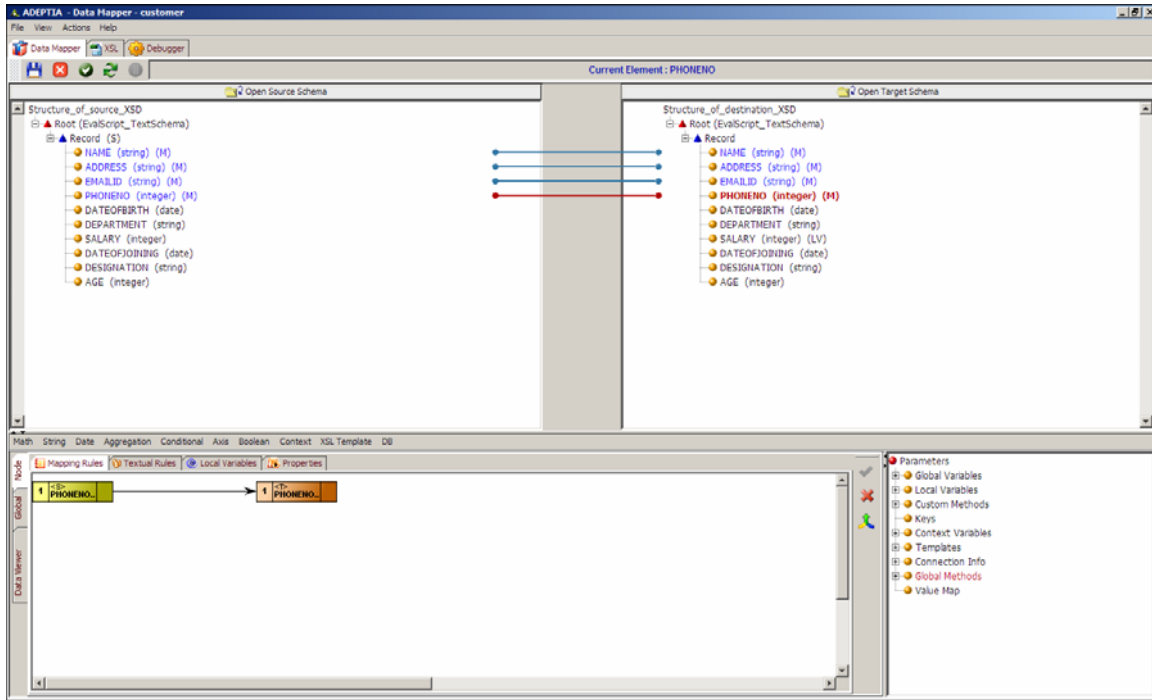 ADEPTIA - Data Mapper - customer
File View Actions Help
Data Mapper XSL Debugger
Current Element : PHONENO
Open Source Schema
Open Target Schema
Structure_of_source_XSD
Root (EvalScript_TextSchema)
Record (S)
NAME (string) (M)
ADDRESS (string) (M)
EMAILID (string) (M)
PHONENO (integer) (M)
DATEOFBIRTH (date)
DEPARTMENT (string)
SALARY (integer)
DATEOFJOINING (date)
DESIGNATION (string)
AGE (integer)
Structure_of_destination_XSD
Root (EvalScript_TextSchema)
Record
NAME (string) (M)
ADDRESS (string) (M)
EMAILID (string) (M)
PHONENO (integer) (M)
DATEOFBIRTH (date)
DEPARTMENT (string)
SALARY (integer) (LV)
DATEOFJOINING (date)
DESIGNATION (string)
AGE (integer)
Math String Date Aggregation Conditional Axis Boolean Context XSL Template DB
Node
Global
Data Viewer
Mapping Rules Textual Rules Local Variables Properties
1 <S> PHONENO..
1 <T> PHONENO..
Parameters
Global Variables
Local Variables
Custom Methods
Keys
Context Variables
Templates
Connection Info
Global Methods
Value Map